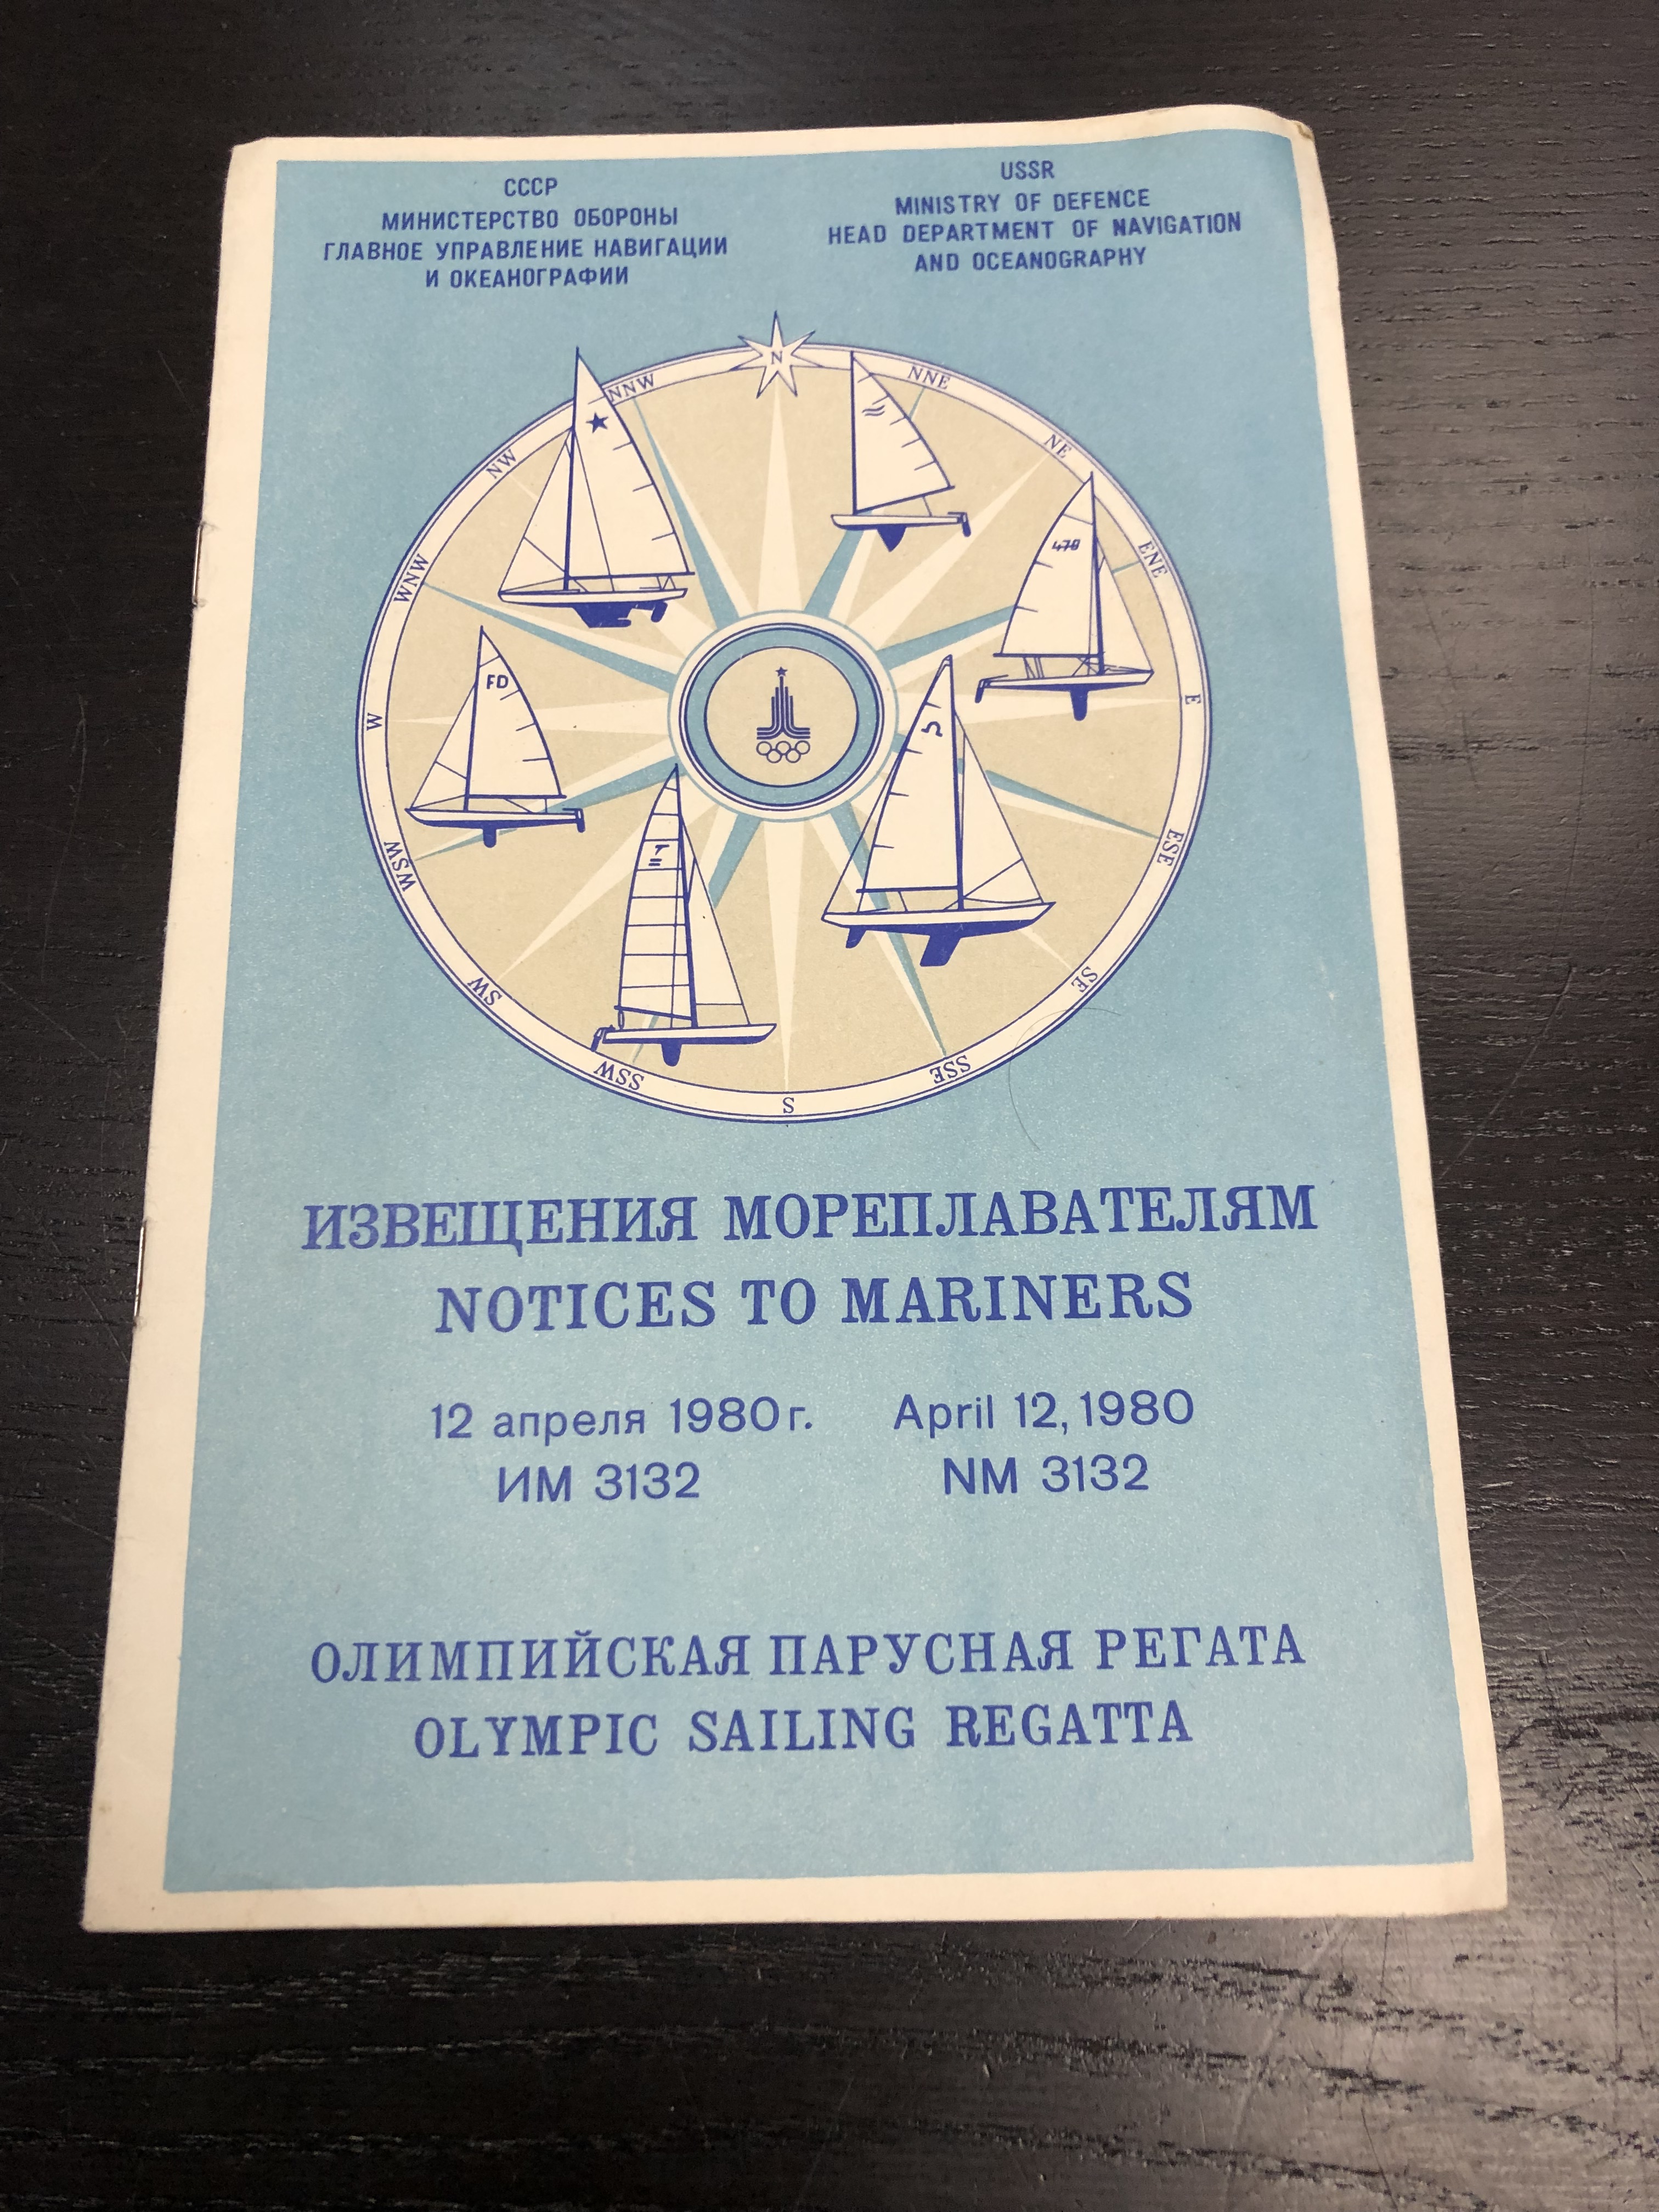 СССР
МИНИСТЕРСТВО ОБОРОНЫ
ГЛАВНОЕ УПРАВЛЕНИЕ НАВИГАЦИИ
И ОКЕАНОГРАФИИ
USSR
MINISTRY OF DEFENCE
HEAD DEPARTMENT OF NAVIGATION
AND OCEANOGRAPHY
N
NNE
NE
ENE
E
ESE
SE
SSE
S
SSW
SW
WSW
W
WNW
NW
NNW
470
FD
T
Ω
ИЗВЕЩЕНИЯ МОРЕПЛАВАТЕЛЯМ
NOTICES TO MARINERS
12 апреля 1980 г.
ИМ 3132
April 12, 1980
NM 3132
ОЛИМПИЙСКАЯ ПАРУСНАЯ РЕГАТА
OLYMPIC SAILING REGATTA